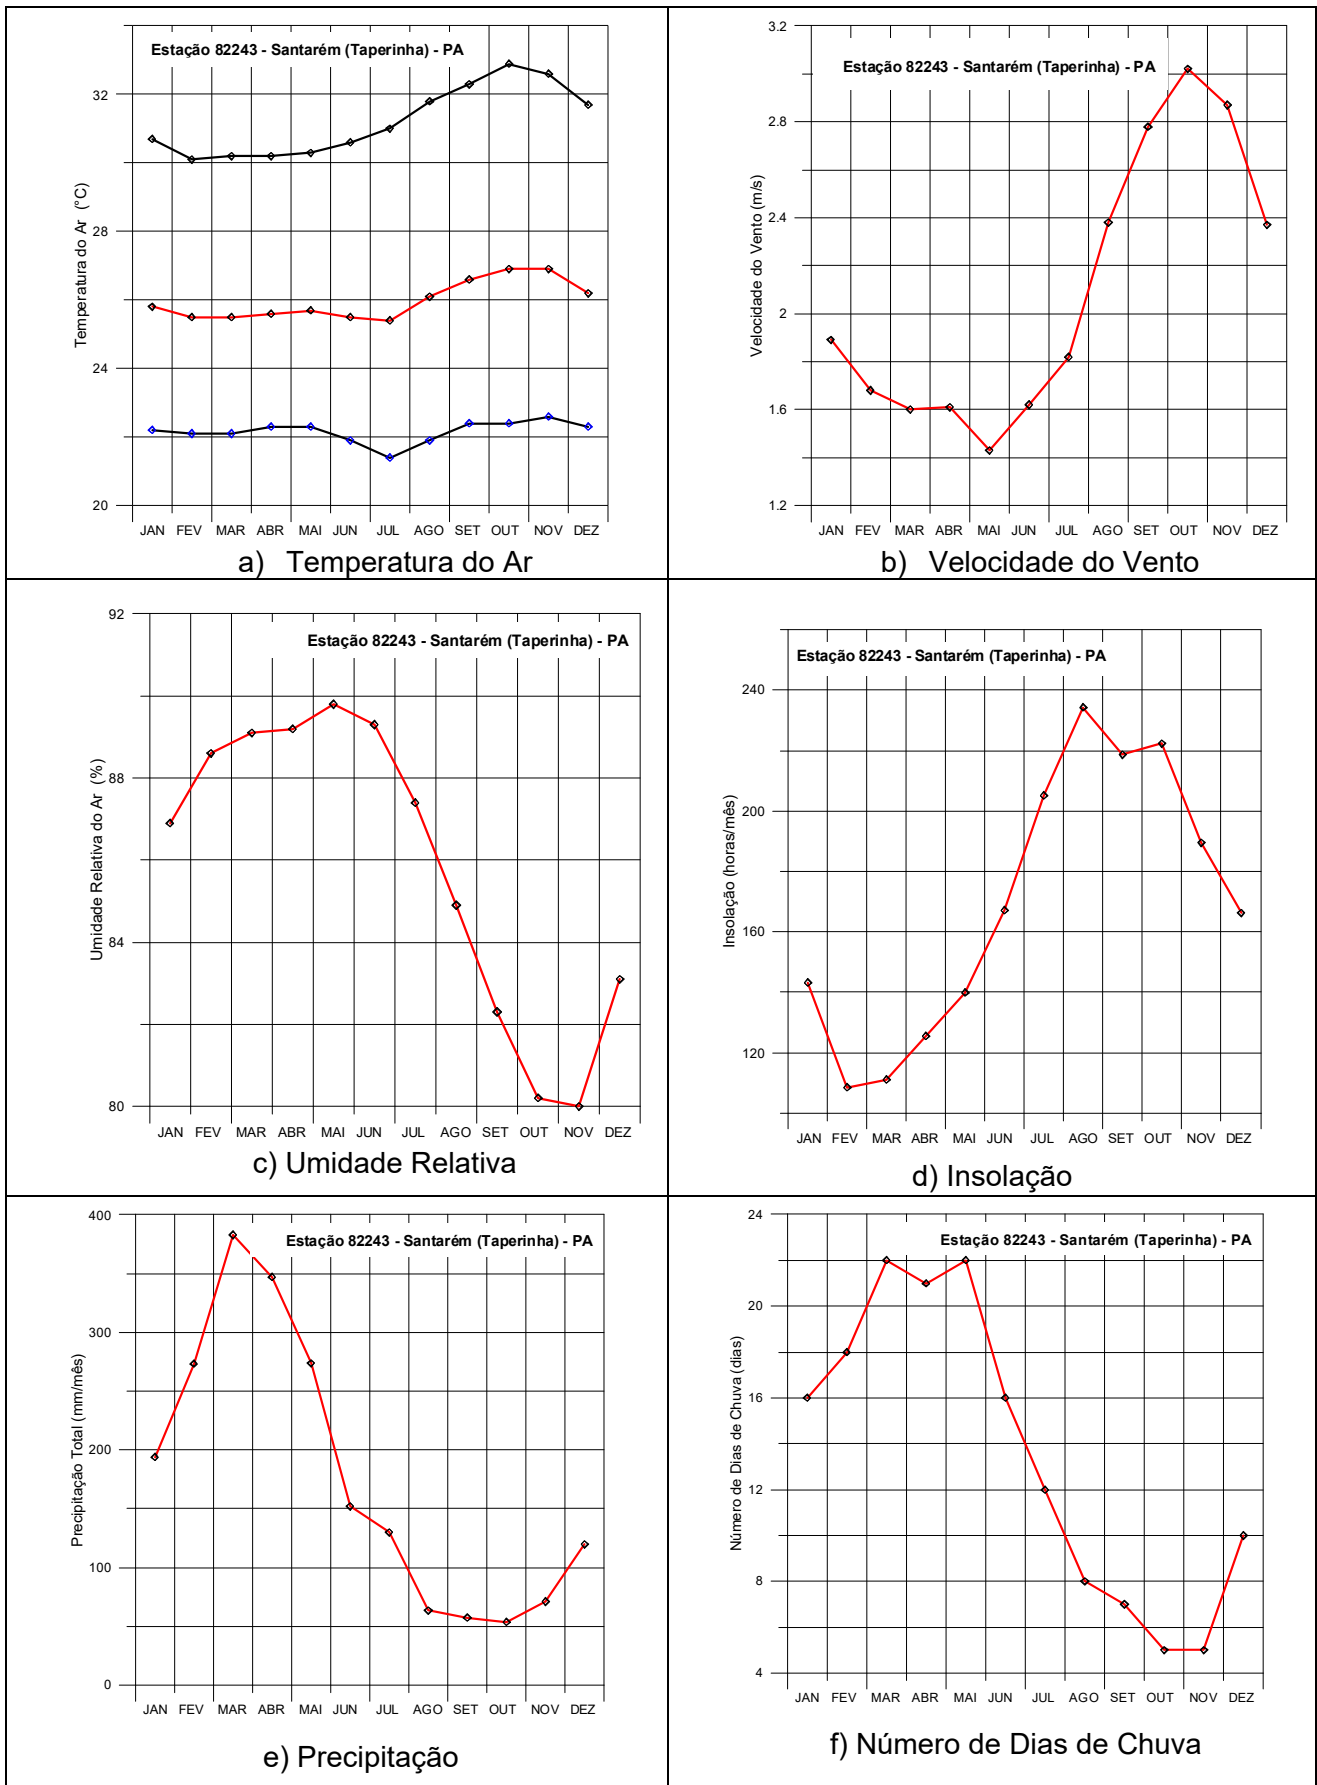 Estação 82243 - Santarém (Taperinha) - PA
32
28
24
20
Temperatura do Ar (°C)
JAN FEV MAR ABR MAI JUN JUL AGO SET OUT NOV DEZ
a) Temperatura do Ar
3.2
Estação 82243 - Santarém (Taperinha) - PA
2.8
2.4
2
1.6
1.2
Velocidade do Vento (m/s)
JAN FEV MAR ABR MAI JUN JUL AGO SET OUT NOV DEZ
b) Velocidade do Vento
92
Estação 82243 - Santarém (Taperinha) - PA
88
84
80
Umidade Relativa do Ar (%)
JAN FEV MAR ABR MAI JUN JUL AGO SET OUT NOV DEZ
c) Umidade Relativa
Estação 82243 - Santarém (Taperinha) - PA
240
200
160
120
Insolação (horas/mês)
JAN FEV MAR ABR MAI JUN JUL AGO SET OUT NOV DEZ
d) Insolação
400
Estação 82243 - Santarém (Taperinha) - PA
300
200
100
0
Precipitação Total (mm/mês)
JAN FEV MAR ABR MAI JUN JUL AGO SET OUT NOV DEZ
e) Precipitação
24
Estação 82243 - Santarém (Taperinha) - PA
20
16
12
8
4
Número de Dias de Chuva (dias)
JAN FEV MAR ABR MAI JUN JUL AGO SET OUT NOV DEZ
f) Número de Dias de Chuva